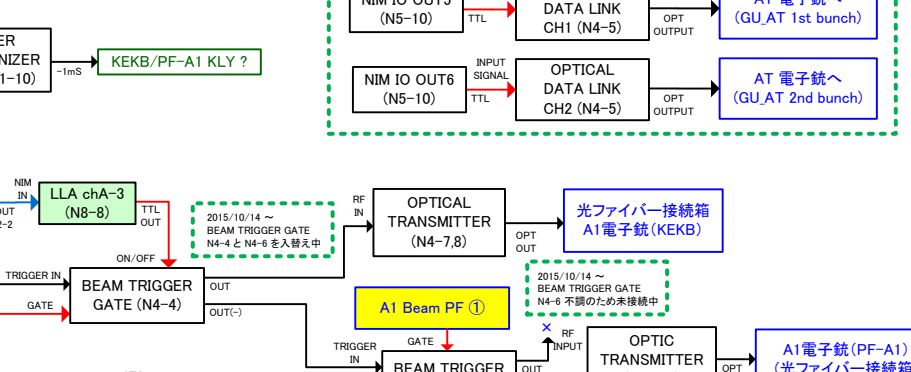 (N5-10)
TTL
DATA LINK
CH1 (N4-5)
OPT
OUTPUT
(GU_AT 1st bunch)
ER
NIZER
1-10)
-1mS
KEKB/PF-A1 KLY ?
NIM IO OUT6
(N5-10)
INPUT
SIGNAL
TTL
OPTICAL
DATA LINK
CH2 (N4-5)
OPT
OUTPUT
AT 電子銃へ
(GU_AT 2nd bunch)
NIM
IN
OUT
2-2
LLA chA-3
(N8-8)
TTL
OUT
2015/10/14 ~
BEAM TRIGGER GATE
N4-4 と N4-6 を入替え中
RF
IN
OPTICAL
TRANSMITTER
(N4-7,8)
OPT
OUT
光ファイバー接続箱
A1電子銃(KEKB)
ON/OFF
TRIGGER IN
GATE
BEAM TRIGGER
GATE (N4-4)
OUT
OUT(-)
2015/10/14 ~
BEAM TRIGGER GATE
N4-6 不調のため未接続中
A1 Beam PF ①
TRIGGER
IN
GATE
BEAM TRIGGER
OUT
×
RF
INPUT
OPTIC
TRANSMITTER
OPT
A1電子銃(PF-A1)
(光ファイバー接続箱